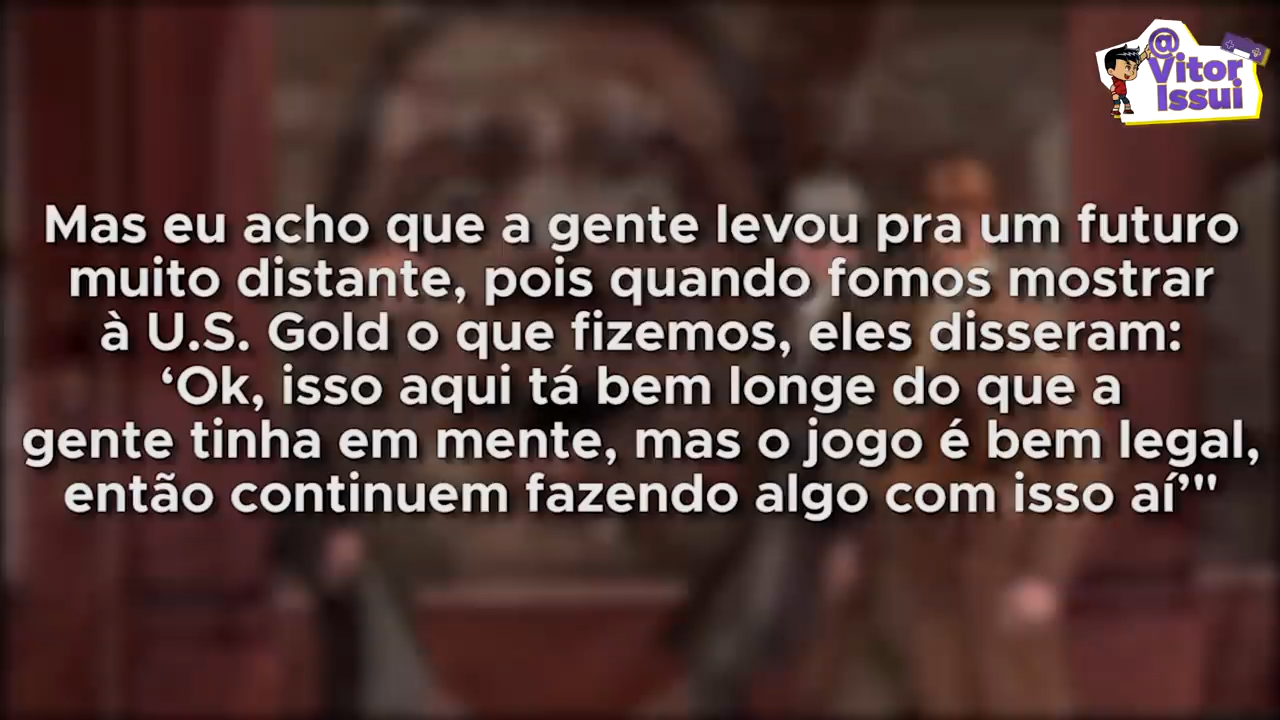 @
Vitor
Issui
Mas eu acho que a gente levou pra um futuro
muito distante, pois quando fomos mostrar
à U.S. Gold o que fizemos, eles disseram:
‘Ok, isso aqui tá bem longe do que a
gente tinha em mente, mas o jogo é bem legal,
então continuem fazendo algo com isso aí’"